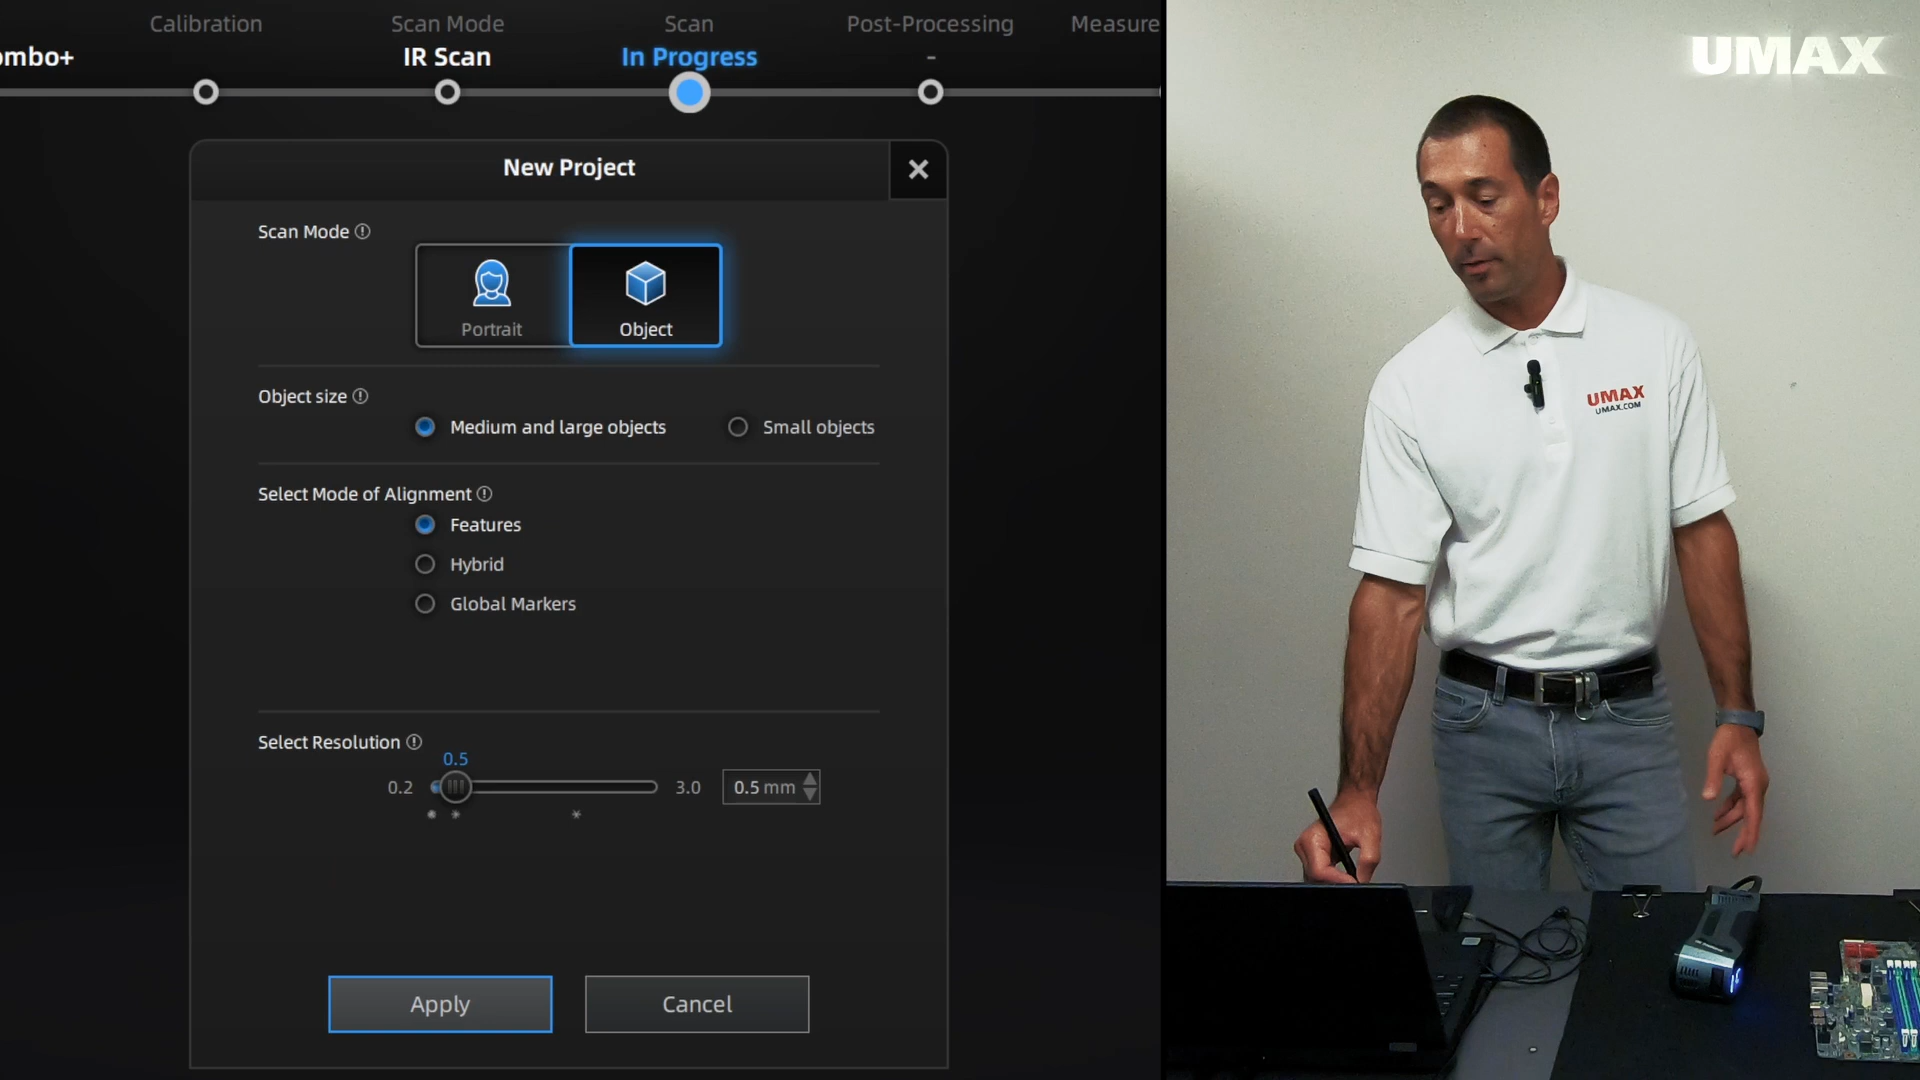 Calibration
Scan Mode
Scan
Post-Processing
Measure
ombo+
IR Scan
In Progress
-
New Project
Scan Mode
Portrait
Object
Object size
Medium and large objects
Small objects
Select Mode of Alignment
Features
Hybrid
Global Markers
Select Resolution
0.5
0.2
3.0
0.5 mm
Apply
Cancel
UMAX
UMAX
UMAX.COM